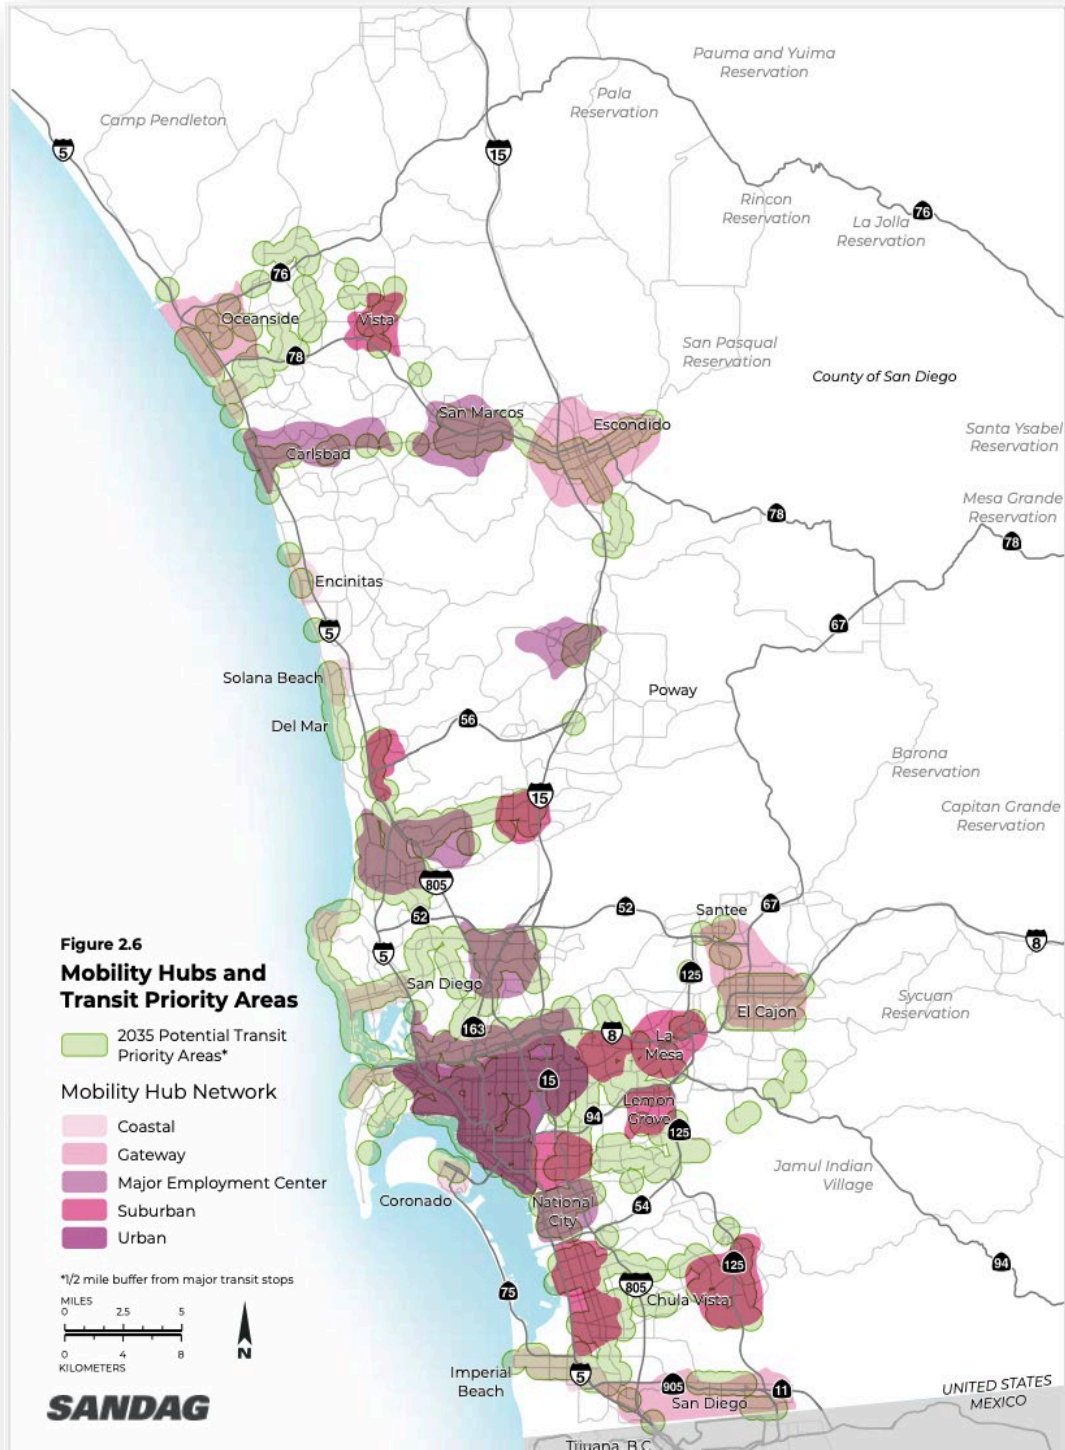 Pauma and Yuima
Reservation
Pala
Reservation
Camp Pendleton
5
15
Rincon
Reservation
76
La Jolla
Reservation
76
Oceanside
Vista
78
San Pasqual
Reservation
County of San Diego
San Marcos
Escondido
Santa Ysabel
Reservation
Carlsbad
Mesa Grande
Reservation
78
78
Encinitas
67
5
Solana Beach
Poway
56
Del Mar
Barona
Reservation
15
Capitan Grande
Reservation
805
52
52
Santee
67
8
5
San Diego
125
Sycuan
Reservation
El Cajon
163
8
La
Mesa
15
94
Lemon
Grove
125
Jamul Indian
Village
Coronado
National
City
54
125
94
75
805
Chula Vista
Imperial
Beach
5
905
11
San Diego
UNITED STATES
MEXICO
Tijuana, B.C.
Figure 2.6
Mobility Hubs and
Transit Priority Areas
2035 Potential Transit
Priority Areas*
Mobility Hub Network
Coastal
Gateway
Major Employment Center
Suburban
Urban
*1/2 mile buffer from major transit stops
MILES
0 2.5 5
0 4 8
KILOMETERS
N
SANDAG